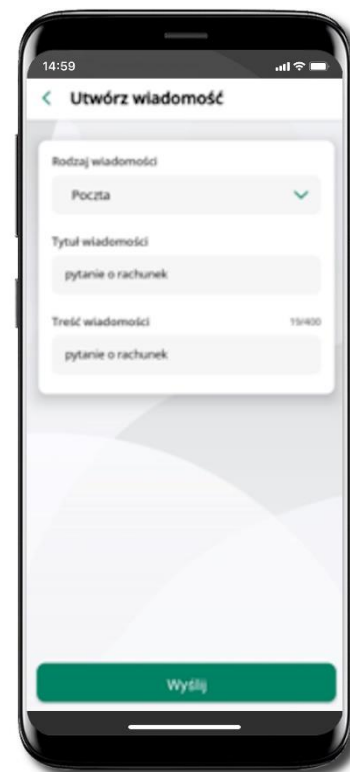 14:59
Utwórz wiadomość
Rodzaj wiadomości
Poczta
Tytuł wiadomości
pytanie o rachunek
Treść wiadomości 19/400
pytanie o rachunek
Wyślij